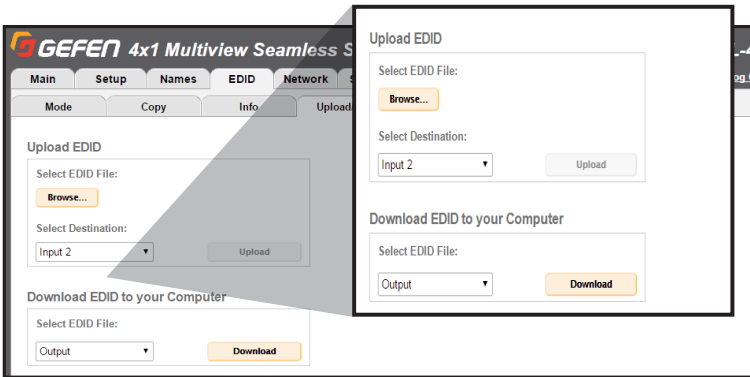 GEFEN 4x1 Multiview Seamless S
L-4
Main Setup Names EDID Network S
og
Mode Copy Info Upload
Upload EDID
Select EDID File:
Browse...
Select Destination:
Input 2 Upload
Download EDID to your Computer
Select EDID File:
Output Download
Upload EDID
Select EDID File:
Browse...
Select Destination:
Input 2 Upload
Download EDID to your Computer
Select EDID File:
Output Download